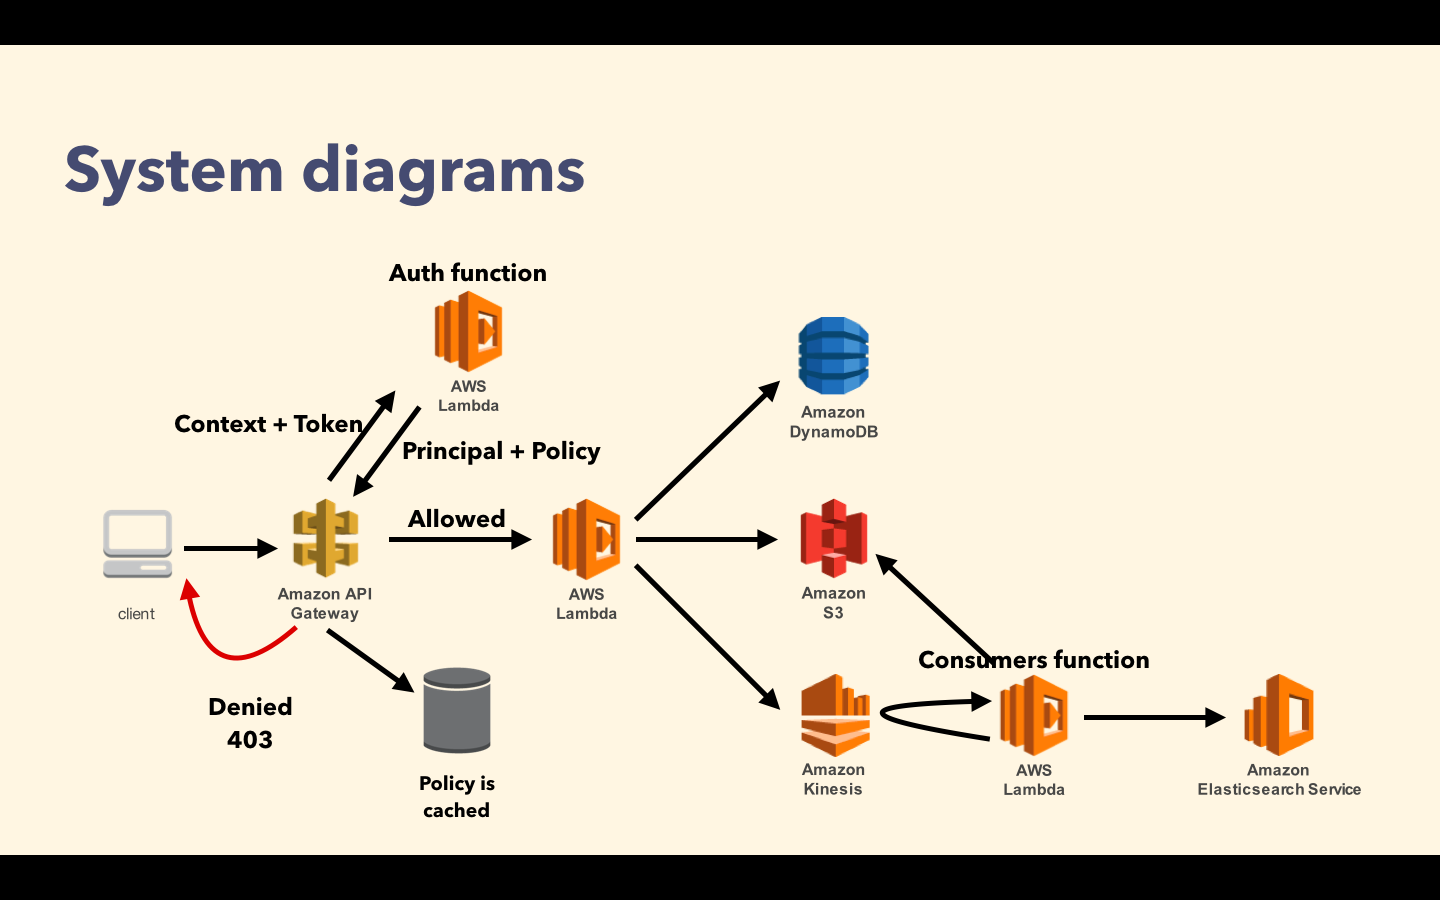 System diagrams
Auth function
AWS
Lambda
Context + Token
Principal + Policy
Allowed
client
Amazon API
Gateway
AWS
Lambda
Denied
403
Policy is
cached
Amazon
DynamoDB
Amazon
S3
Consumers function
Amazon
Kinesis
AWS
Lambda
Amazon
Elasticsearch Service